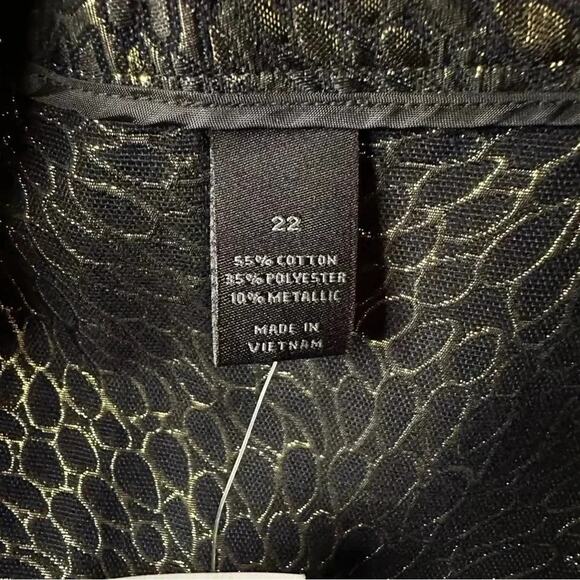 22
55% COTTON
35% POLYESTER
10% METALLIC
MADE IN
VIETNAM